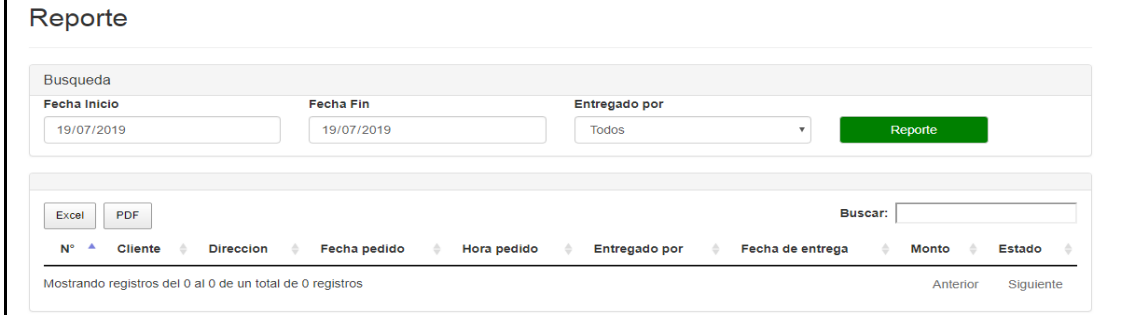 Reporte
Busqueda
Fecha Inicio Fecha Fin Entregado por
19/07/2019 19/07/2019 Todos Reporte
Excel PDF Buscar:
N° Cliente Direccion Fecha pedido Hora pedido Entregado por Fecha de entrega Monto Estado
Mostrando registros del 0 al 0 de un total de 0 registros Anterior Siguiente